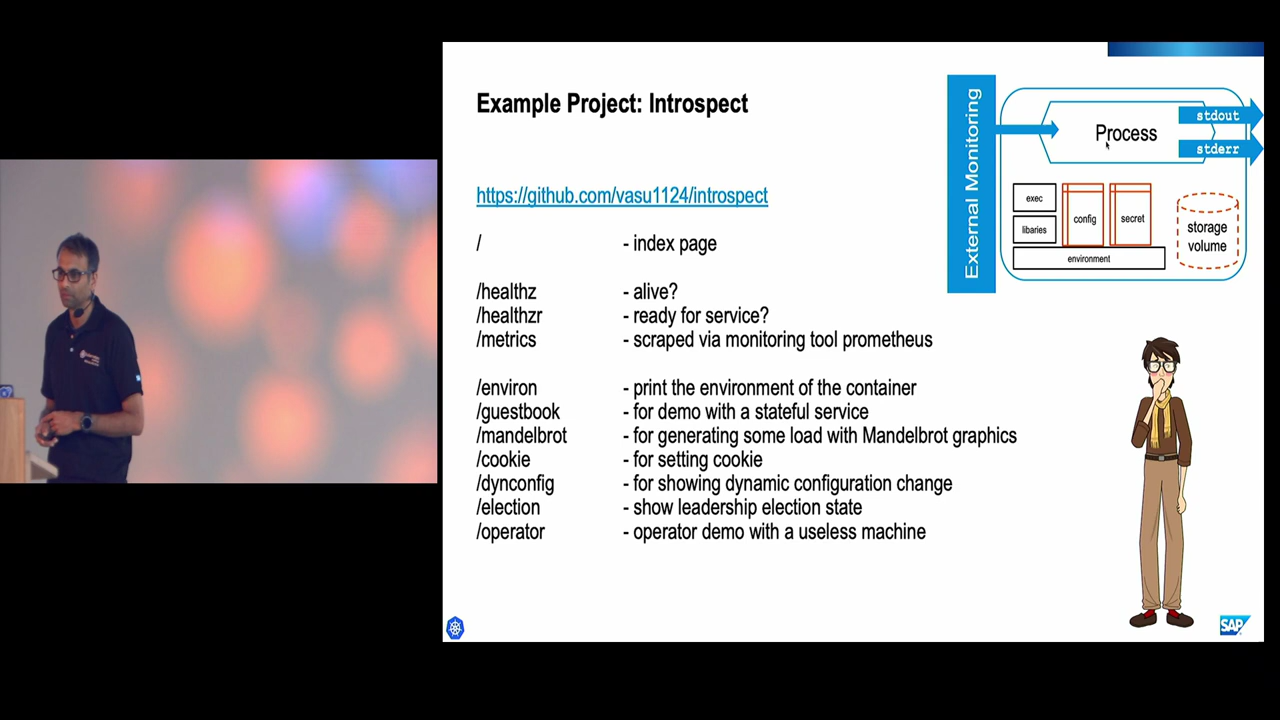 Example Project: Introspect
https://github.com/vasu1124/introspect
/ - index page
/healthz - alive?
/healthzr - ready for service?
/metrics - scraped via monitoring tool prometheus
/environ - print the environment of the container
/guestbook - for demo with a stateful service
/mandelbrot - for generating some load with Mandelbrot graphics
/cookie - for setting cookie
/dynconfig - for showing dynamic configuration change
/election - show leadership election state
/operator - operator demo with a useless machine
External Monitoring
Process
stdout
stderr
exec
libaries
config
secret
environment
storage
volume
SAP